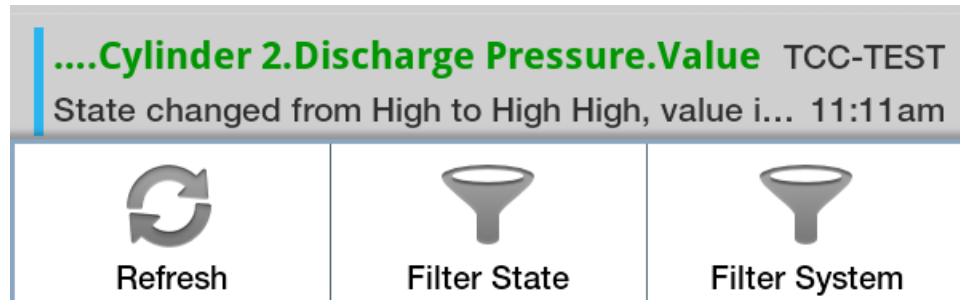 ....Cylinder 2.Discharge Pressure.Value TCC-TEST
State changed from High to High High, value i... 11:11am
Refresh Filter State Filter System